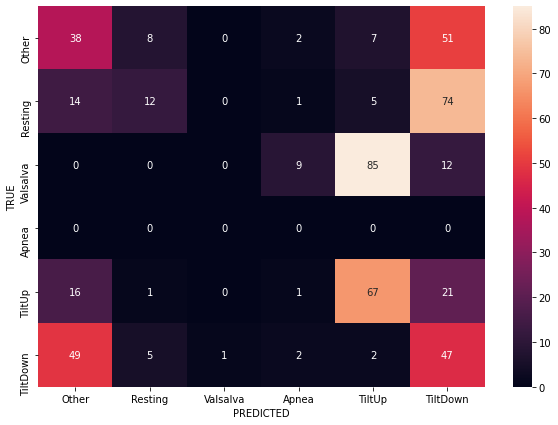 Other 38 8 0 2 7 51
Resting 14 12 0 1 5 74
Valsalva 0 0 0 9 85 12
Apnea 0 0 0 0 0 0
TiltUp 16 1 0 1 67 21
TiltDown 49 5 1 2 2 47
TRUE
Other Resting Valsalva Apnea TiltUp TiltDown
PREDICTED
80
70
60
50
40
30
20
10
0